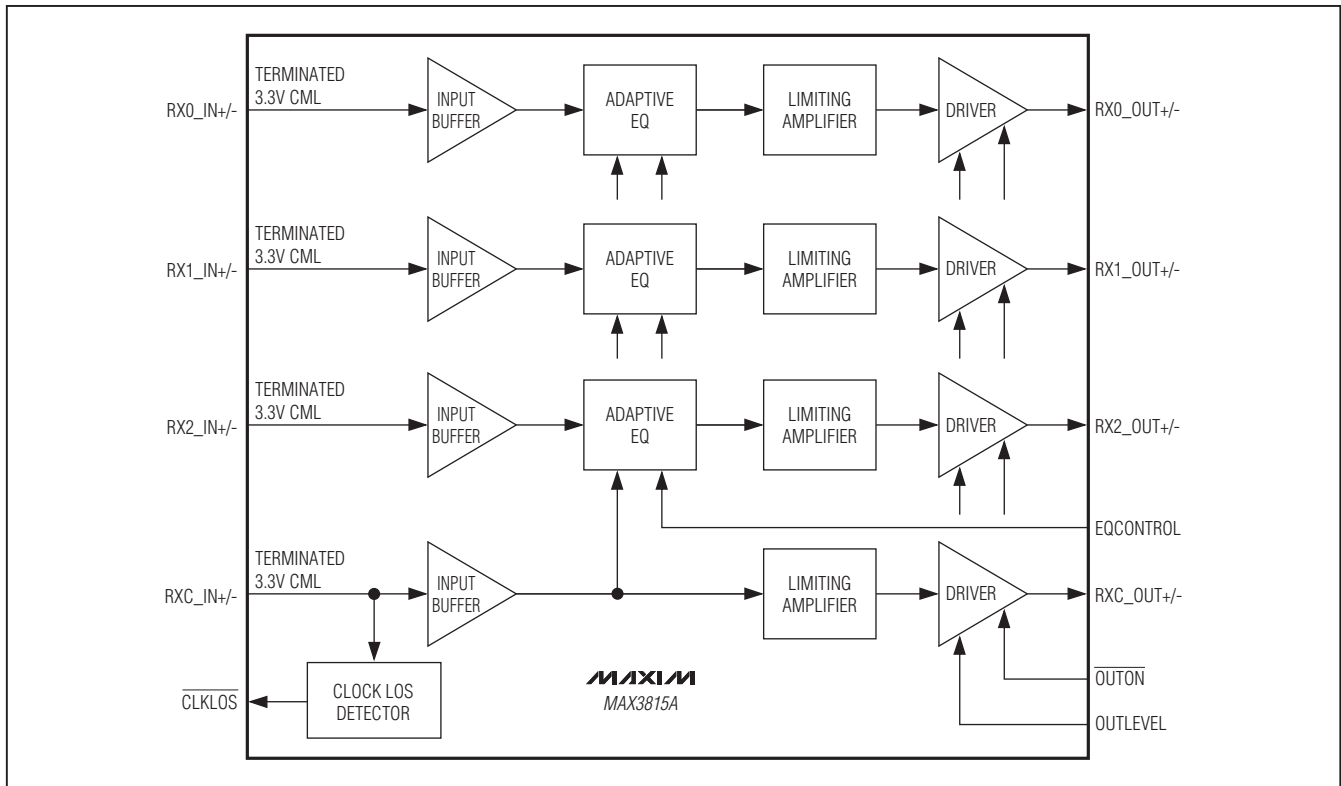 TERMINATED
3.3V CML
RX0_IN+/-
INPUT
BUFFER
ADAPTIVE
EQ
LIMITING
AMPLIFIER
DRIVER
RX0_OUT+/-
TERMINATED
3.3V CML
RX1_IN+/-
INPUT
BUFFER
ADAPTIVE
EQ
LIMITING
AMPLIFIER
DRIVER
RX1_OUT+/-
TERMINATED
3.3V CML
RX2_IN+/-
INPUT
BUFFER
ADAPTIVE
EQ
LIMITING
AMPLIFIER
DRIVER
RX2_OUT+/-
EQCONTROL
TERMINATED
3.3V CML
RXC_IN+/-
INPUT
BUFFER
LIMITING
AMPLIFIER
DRIVER
RXC_OUT+/-
CLKLOS
CLOCK LOS
DETECTOR
MAXIM
MAX3815A
OUTON
OUTLEVEL